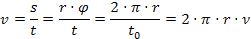 v = s/t = r · φ/t = 2 · π · r/t₀ = 2 · π · r · ν